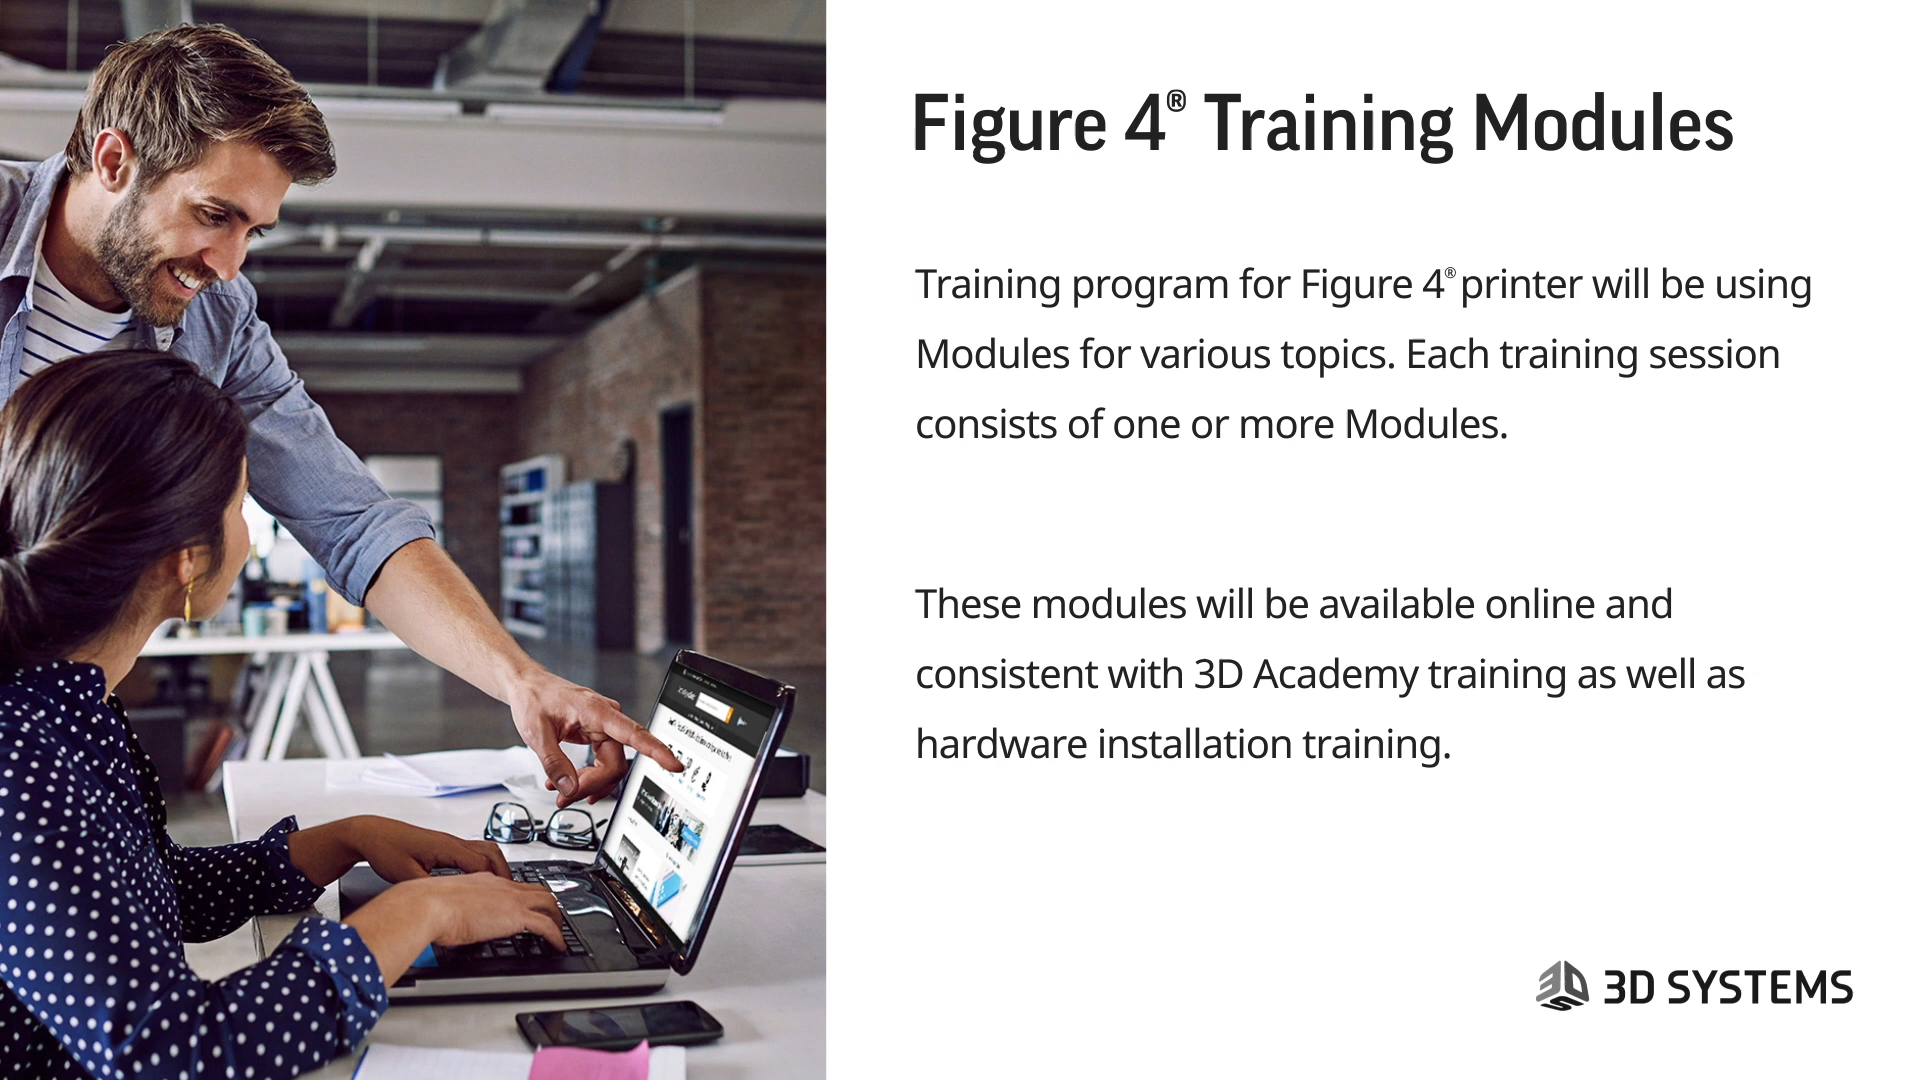 Figure 4® Training Modules
Training program for Figure 4® printer will be using
Modules for various topics. Each training session
consists of one or more Modules.
These modules will be available online and
consistent with 3D Academy training as well as
hardware installation training.
3D SYSTEMS